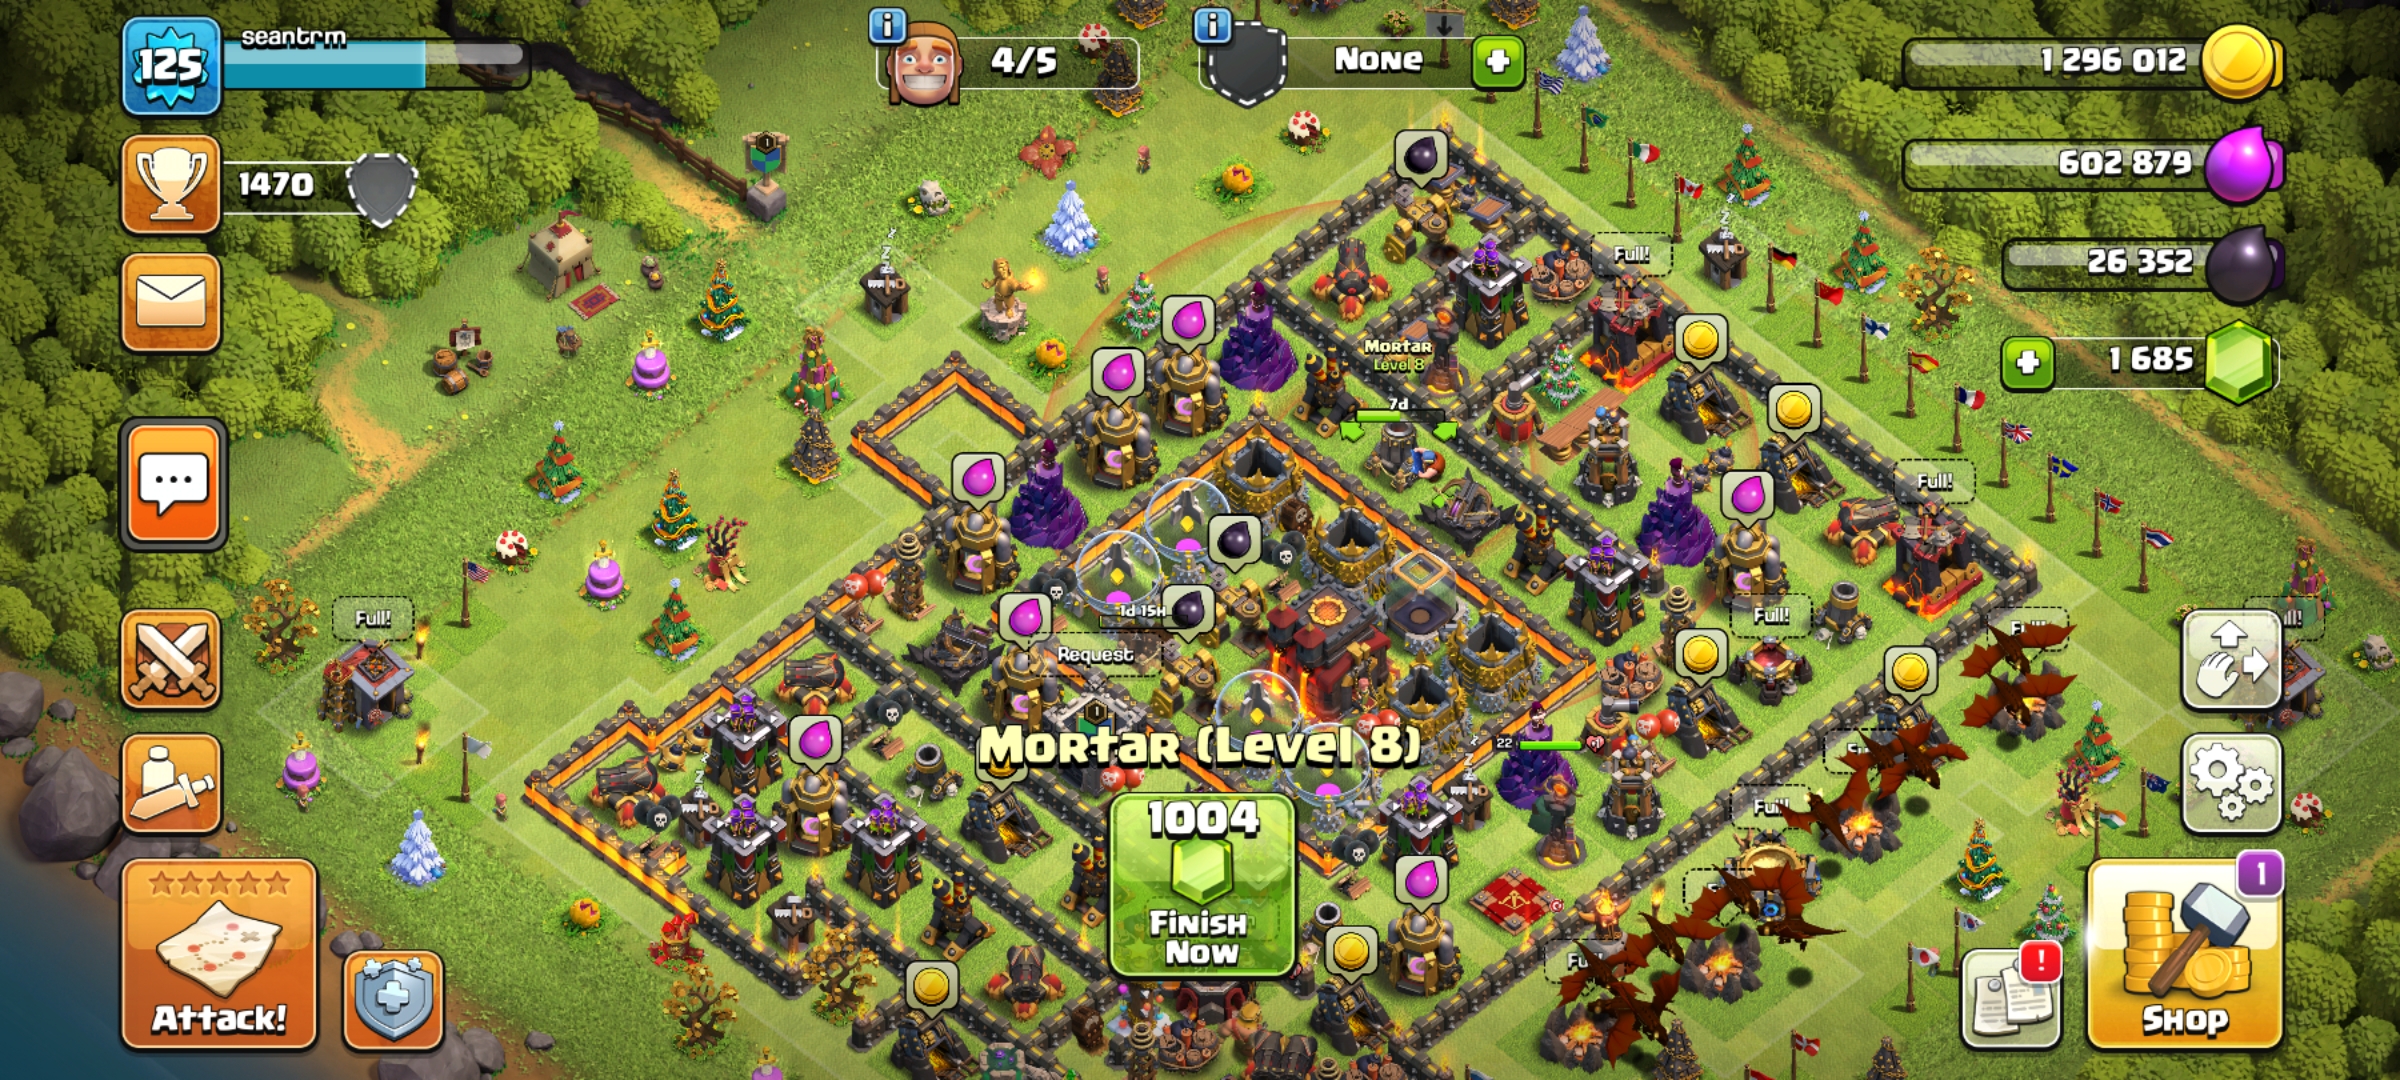 125
seantrm
i
4/5
i
None
1 296 012
1470
602 879
26 352
1 685
Full!
Mortar
Level 8
7d
Full!
Full!
Full!
1d 15h
Request
Mortar (Level 8)
22
1004
Finish
Now
Attack!
1
!
Shop